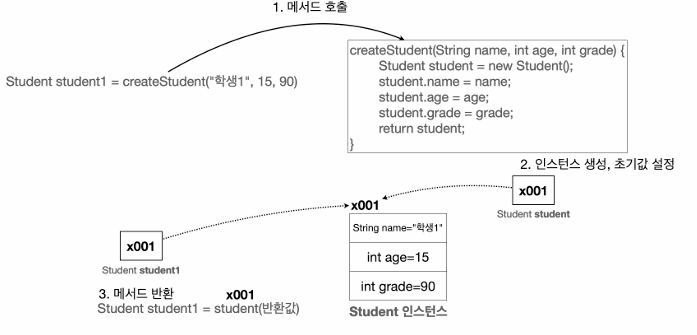 1. 메서드 호출
Student student1 = createStudent("학생1", 15, 90)
createStudent(String name, int age, int grade) {
Student student = new Student();
student.name = name;
student.age = age;
student.grade = grade;
return student;
}
2. 인스턴스 생성, 초기값 설정
x001
Student student
x001
String name="학생1"
int age=15
int grade=90
Student 인스턴스
x001
Student student1
3. 메서드 반환
x001
Student student1 = student(반환값)